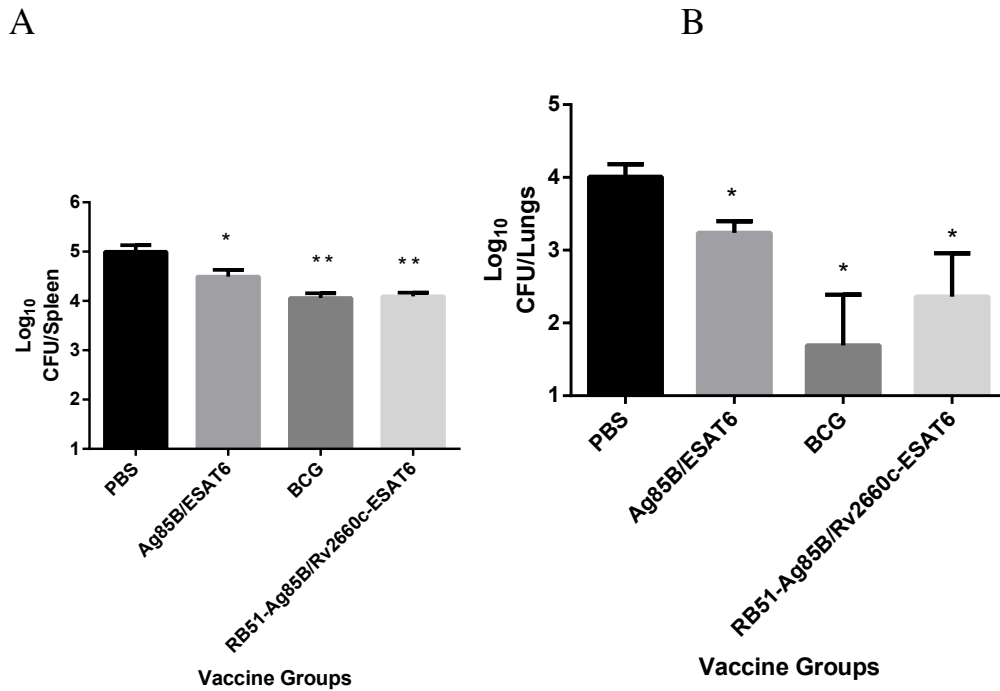 A
B
Log10
CFU/Spleen
6
5
4
3
2
1
*
**
**
PBS
Ag85B/ESAT6
BCG
RB51-Ag85B/Rv2660c-ESAT6
Vaccine Groups
Log10
CFU/Lungs
5
4
3
2
1
*
*
*
PBS
Ag85B/ESAT6
BCG
RB51-Ag85B/Rv2660c-ESAT6
Vaccine Groups